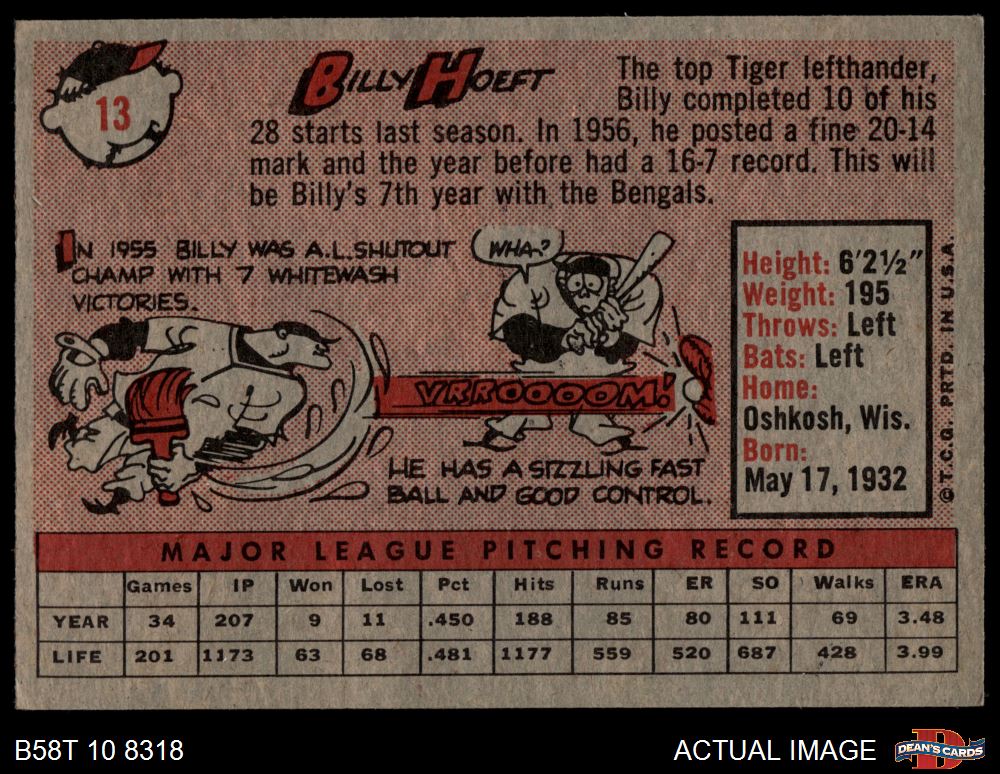 13
BILLY HOEFT
The top Tiger lefthander,
Billy completed 10 of his
28 starts last season. In 1956, he posted a fine 20-14
mark and the year before had a 16-7 record. This will
be Billy's 7th year with the Bengals.
IN 1955 BILLY WAS A.L. SHUTOUT
CHAMP WITH 7 WHITEWASH
VICTORIES.
WHA-?
VRROOOOOM!
HE HAS A SIZZLING FAST
BALL AND GOOD CONTROL.
Height: 6'2½"
Weight: 195
Throws: Left
Bats: Left
Home:
Oshkosh, Wis.
Born:
May 17, 1932
© T.C.G. PRTD. IN U.S.A.
MAJOR LEAGUE PITCHING RECORD
Games IP Won Lost Pct Hits Runs ER SO Walks ERA
YEAR 34 207 9 11 .450 188 85 80 111 69 3.48
LIFE 201 1173 63 68 .481 1177 559 520 687 428 3.99
B58T 10 8318
ACTUAL IMAGE
DEAN'S CARDS